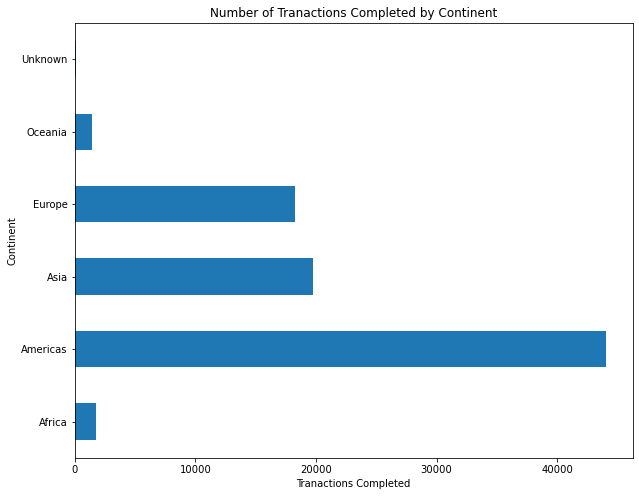 Number of Tranactions Completed by Continent
Unknown
Oceania
Europe
Asia
Americas
Africa
Continent
0 10000 20000 30000 40000
Tranactions Completed